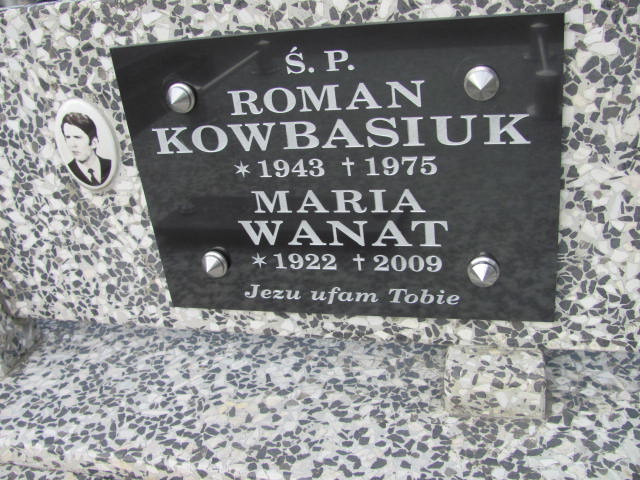 Ś. P.
ROMAN
KOWBASIUK
* 1943 † 1975
MARIA
WANAT
* 1922 † 2009
Jezu ufam Tobie